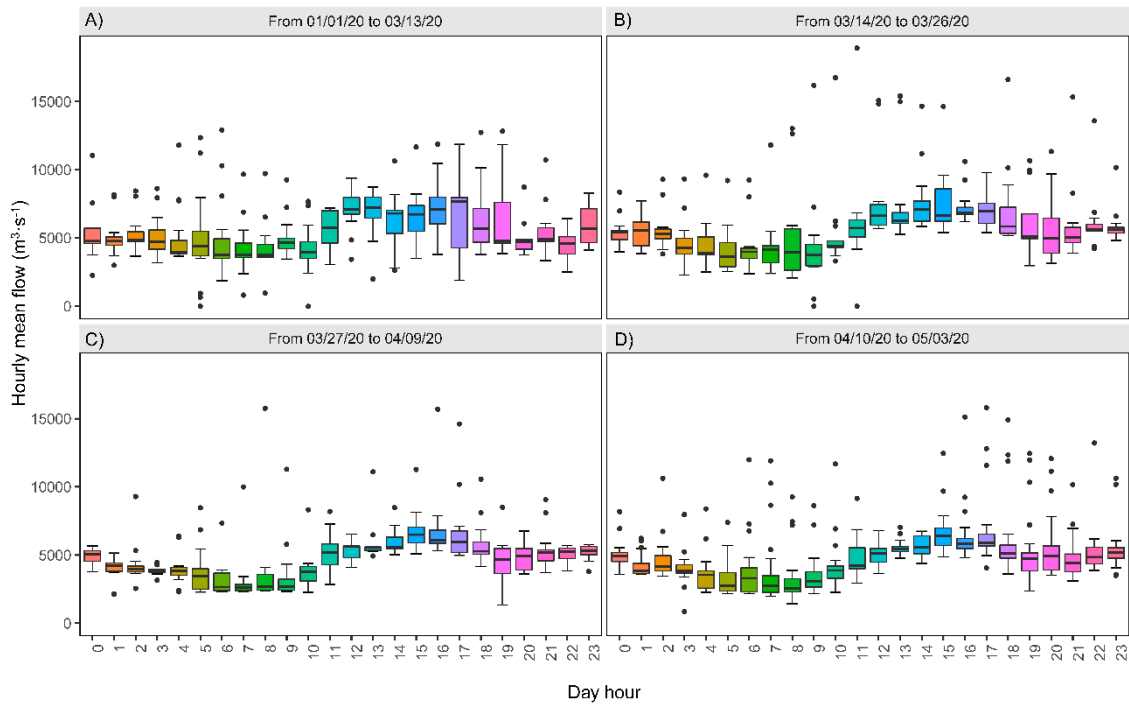 A) From 01/01/20 to 03/13/20
B) From 03/14/20 to 03/26/20
15000
10000
5000
0
Hourly mean flow (m³·s⁻¹)
C) From 03/27/20 to 04/09/20
D) From 04/10/20 to 05/03/20
15000
10000
5000
0
0 1 2 3 4 5 6 7 8 9 10 11 12 13 14 15 16 17 18 19 20 21 22 23
0 1 2 3 4 5 6 7 8 9 10 11 12 13 14 15 16 17 18 19 20 21 22 23
Day hour